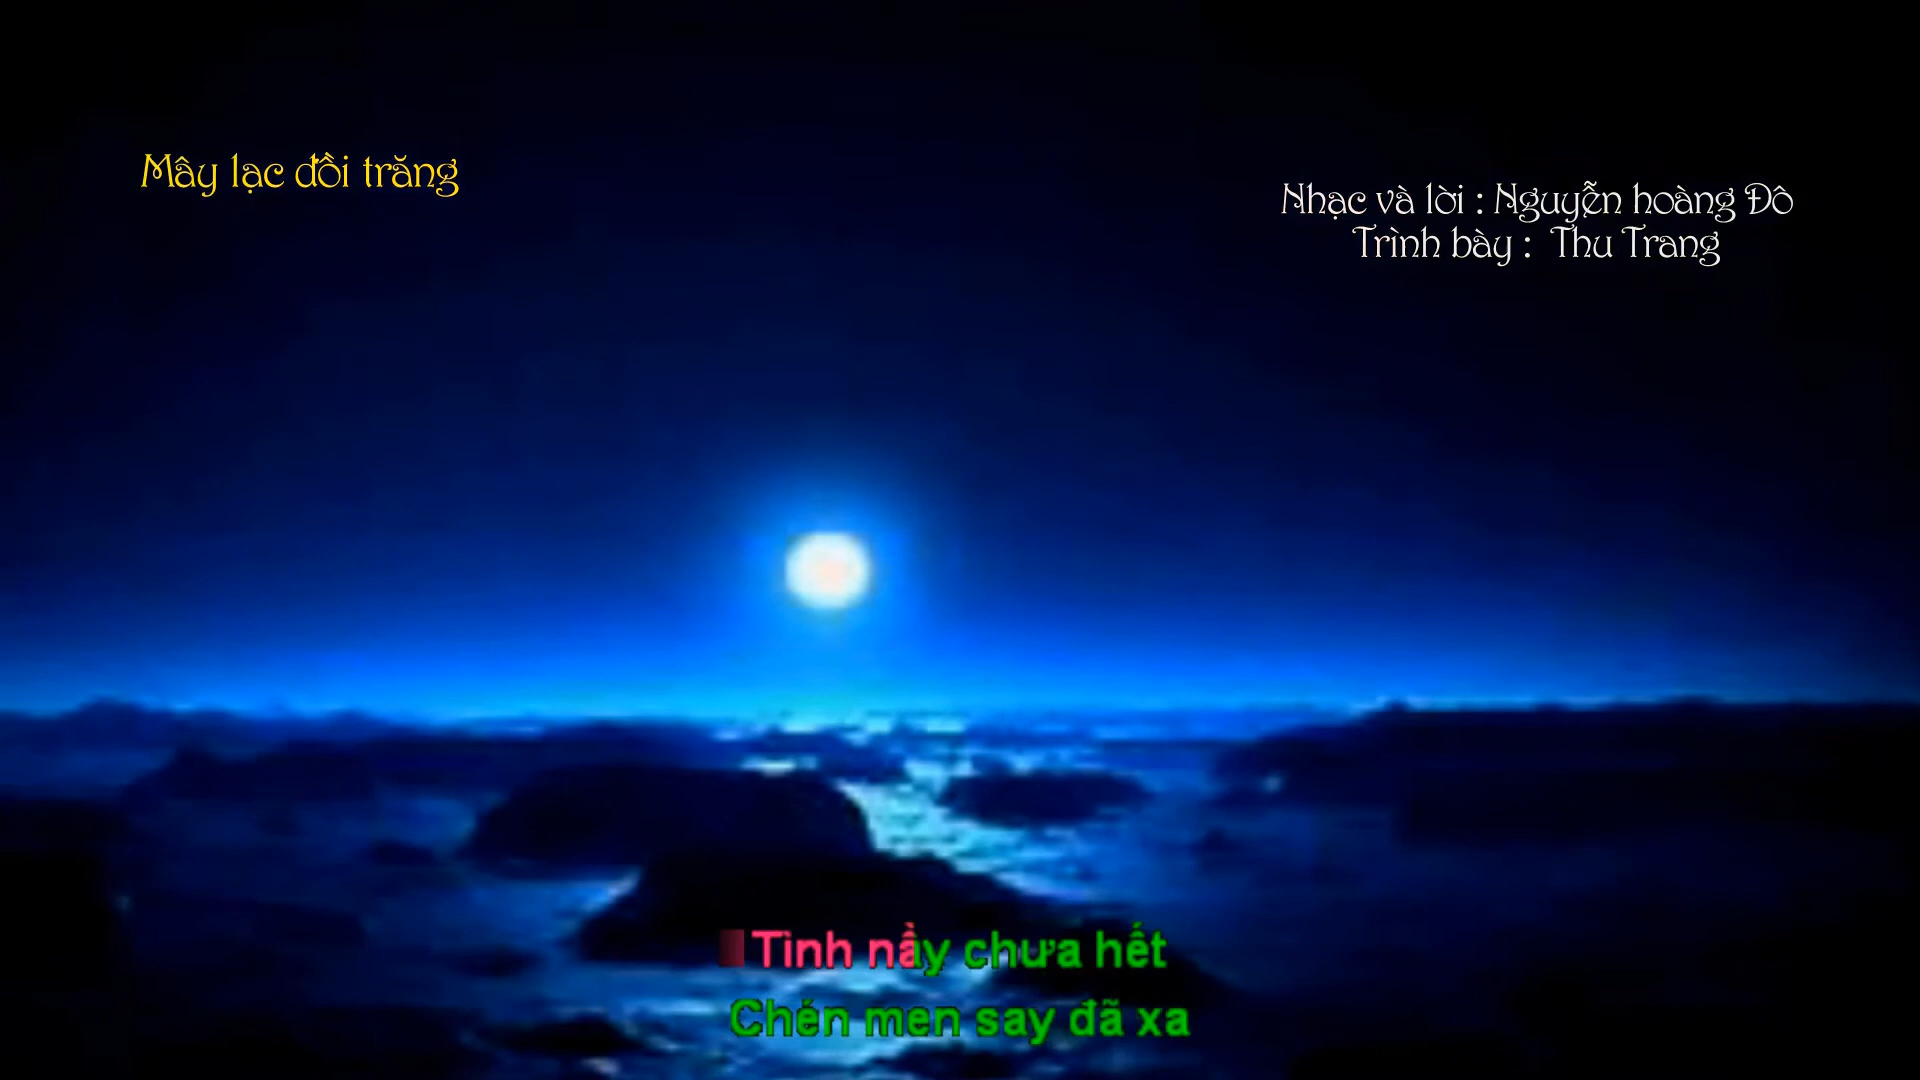 Mây lạc đồi trăng
Nhạc và lời : Nguyễn hoàng Đô
Trình bày : Thu Trang
Tình nầy chưa hết
Chén men say đã xa